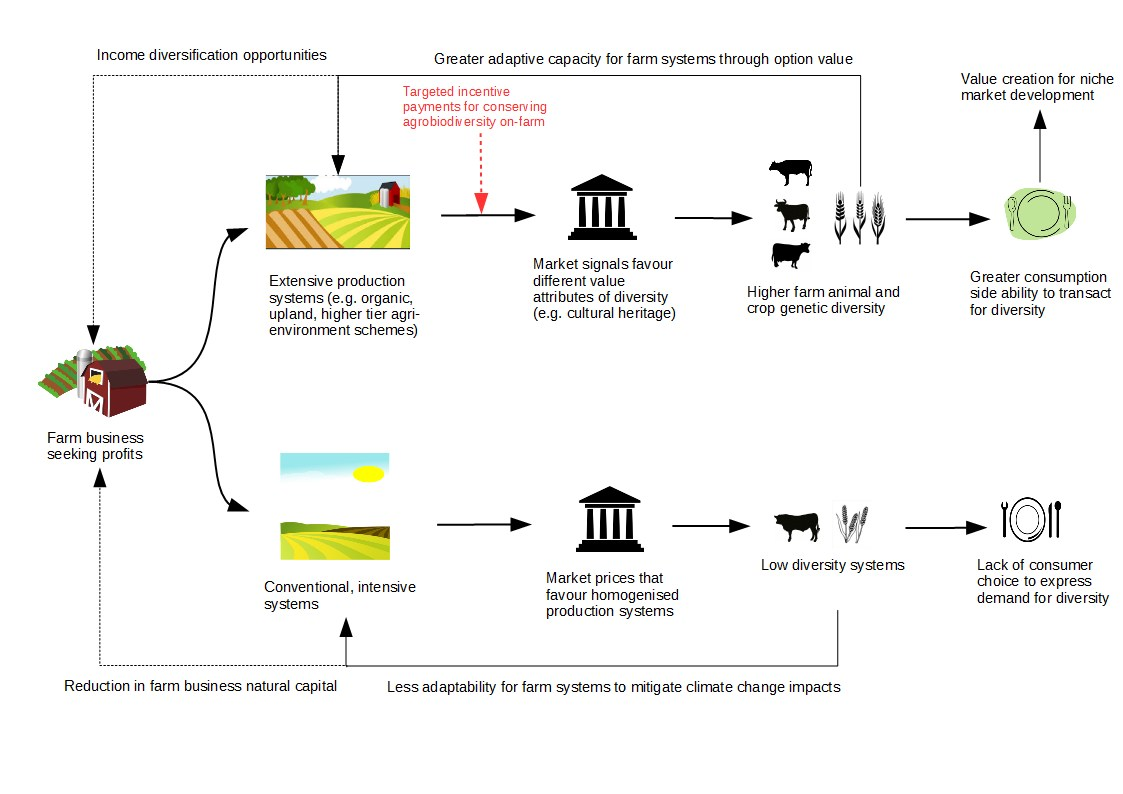 Income diversification opportunities
Greater adaptive capacity for farm systems through option value
Value creation for niche
market development
Targeted incentive
payments for conserving
agrobiodiversity on-farm
Extensive production
systems (e.g. organic,
upland, higher tier agri-
environment schemes)
Market signals favour
different value
attributes of diversity
(e.g. cultural heritage)
Higher farm animal and
crop genetic diversity
Greater consumption
side ability to transact
for diversity
Farm business
seeking profits
Conventional, intensive
systems
Market prices that
favour homogenised
production systems
Low diversity systems
Lack of consumer
choice to express
demand for diversity
Reduction in farm business natural capital
Less adaptability for farm systems to mitigate climate change impacts